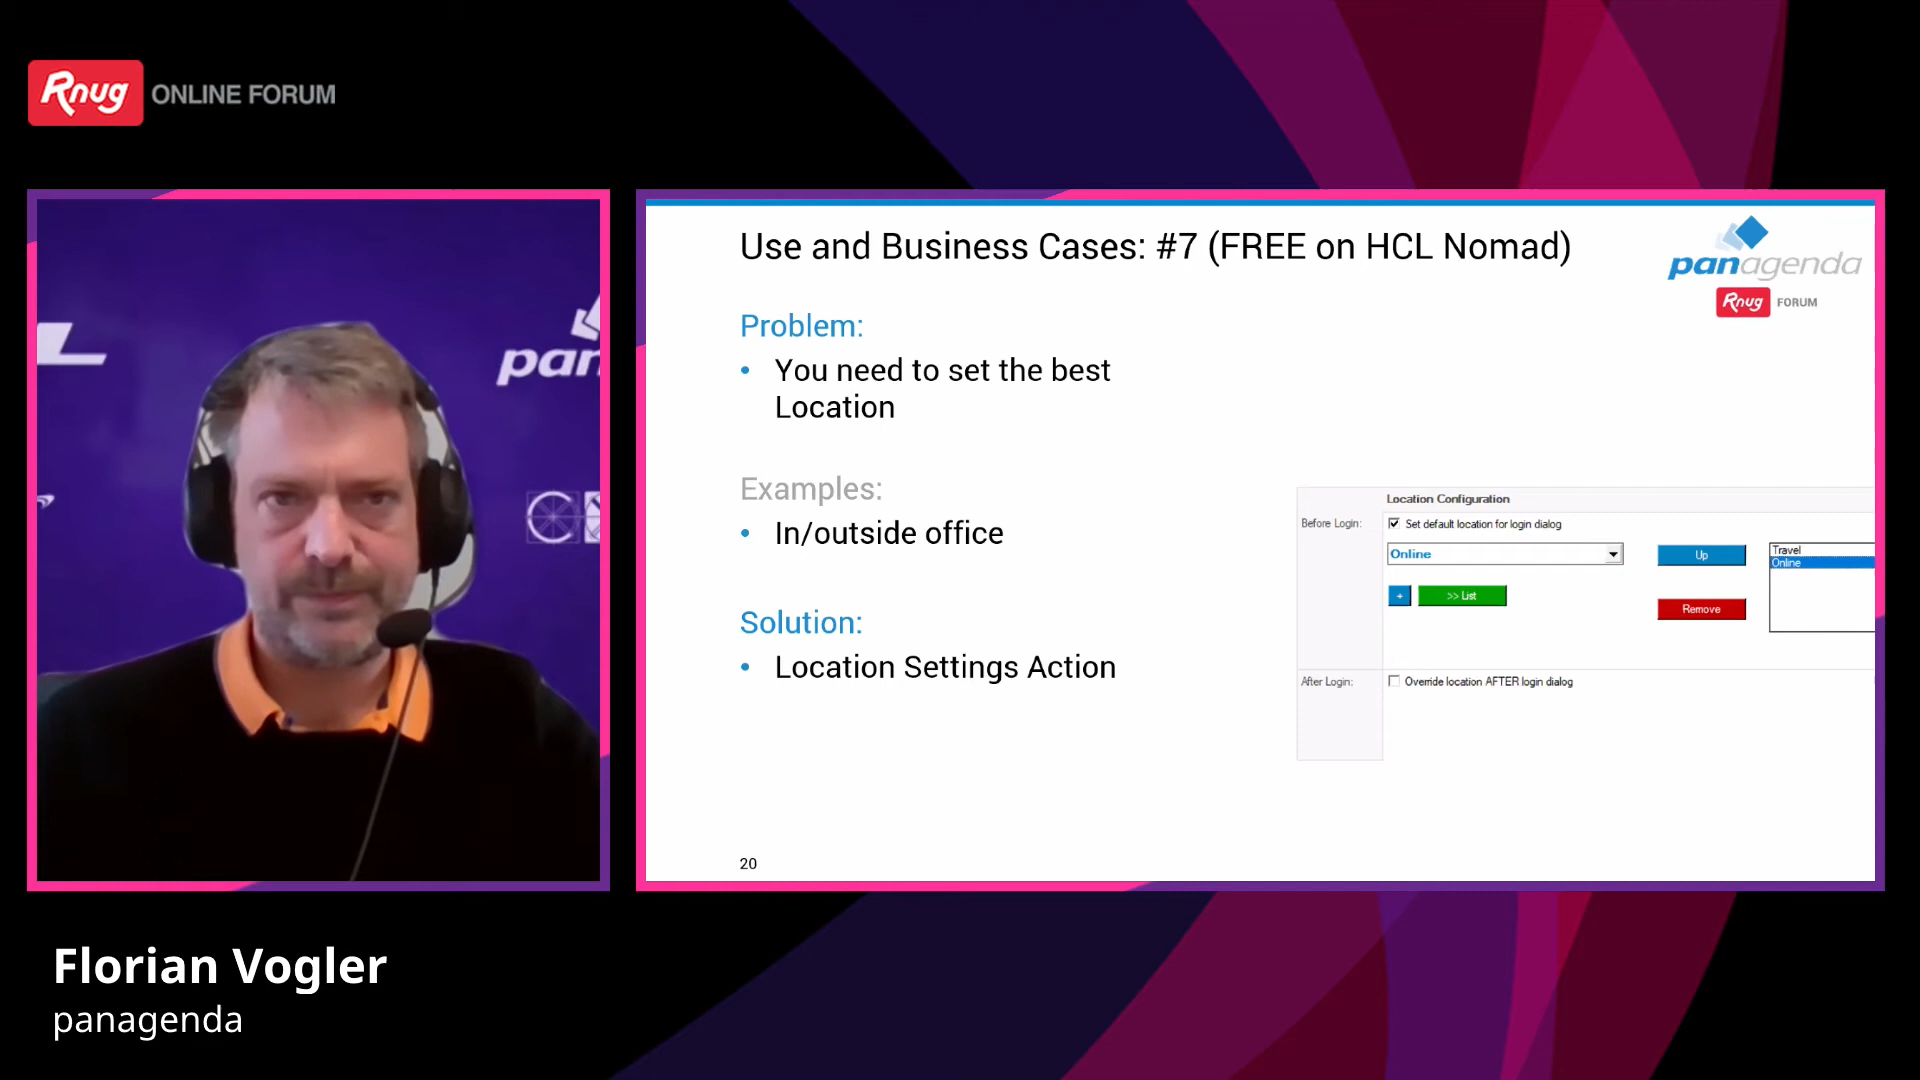 Rnug ONLINE FORUM
pan
Use and Business Cases: #7 (FREE on HCL Nomad)
panagenda
Rnug FORUM
Problem:
• You need to set the best
Location
Examples:
• In/outside office
Solution:
• Location Settings Action
Location Configuration
Before Login:
Set default location for login dialog
Online
Up
Travel
Online
+
>> List
Remove
After Login:
Override location AFTER login dialog
20
Florian Vogler
panagenda